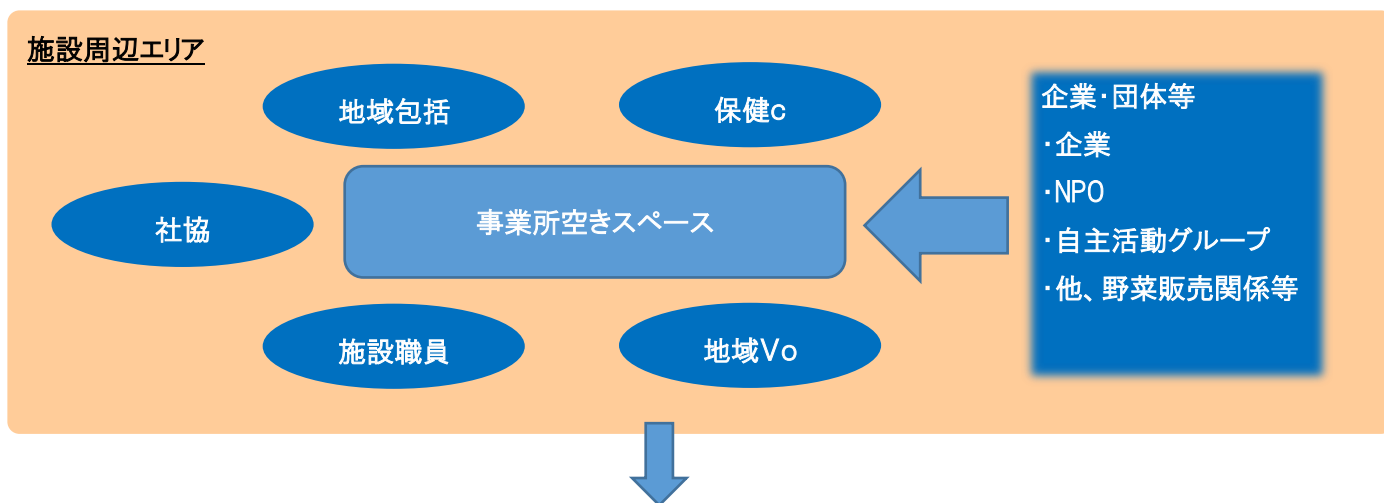 施設周辺エリア
地域包括
保健c
社協
事業所空きスペース
施設職員
地域Vo
企業・団体等
・企業
・NPO
・自主活動グループ
・他、野菜販売関係等